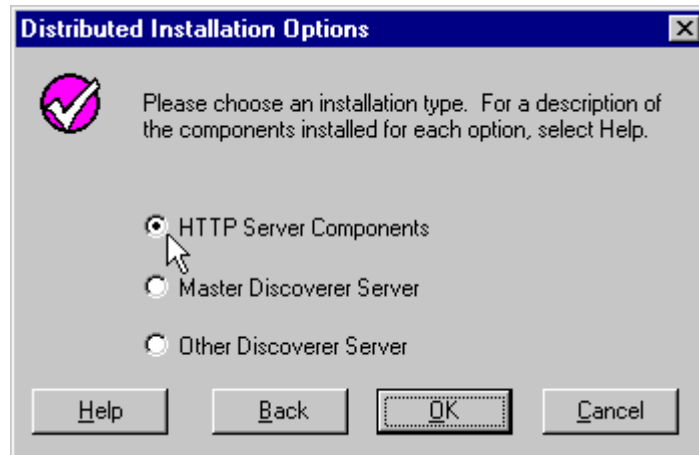 Distributed Installation Options
Please choose an installation type.  For a description of
the components installed for each option, select Help.
HTTP Server Components
Master Discoverer Server
Other Discoverer Server
Help Back OK Cancel